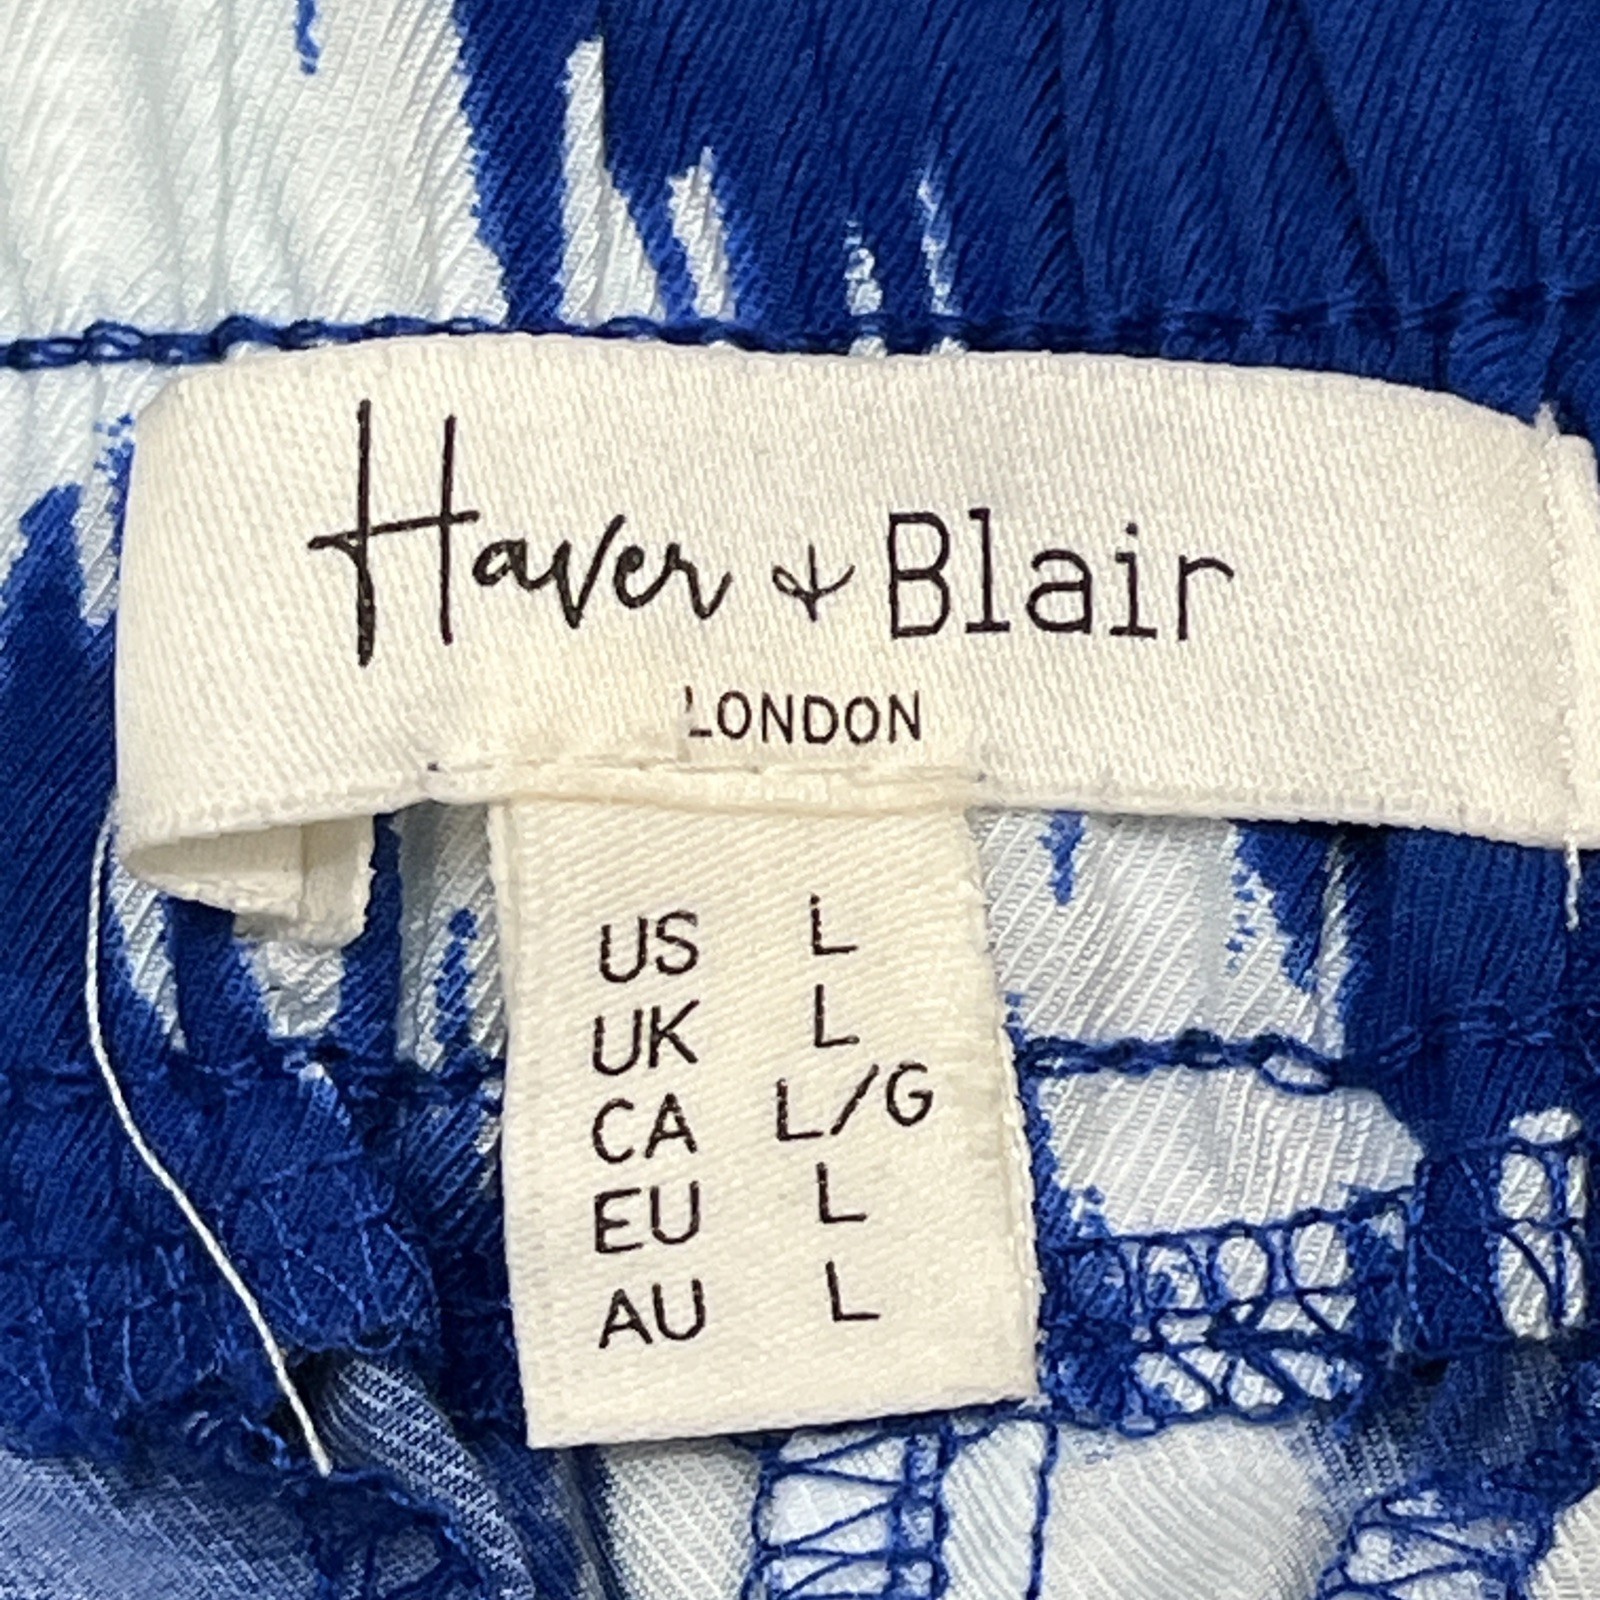 Haver + Blair
LONDON
US L
UK L
CA L/G
EU L
AU L